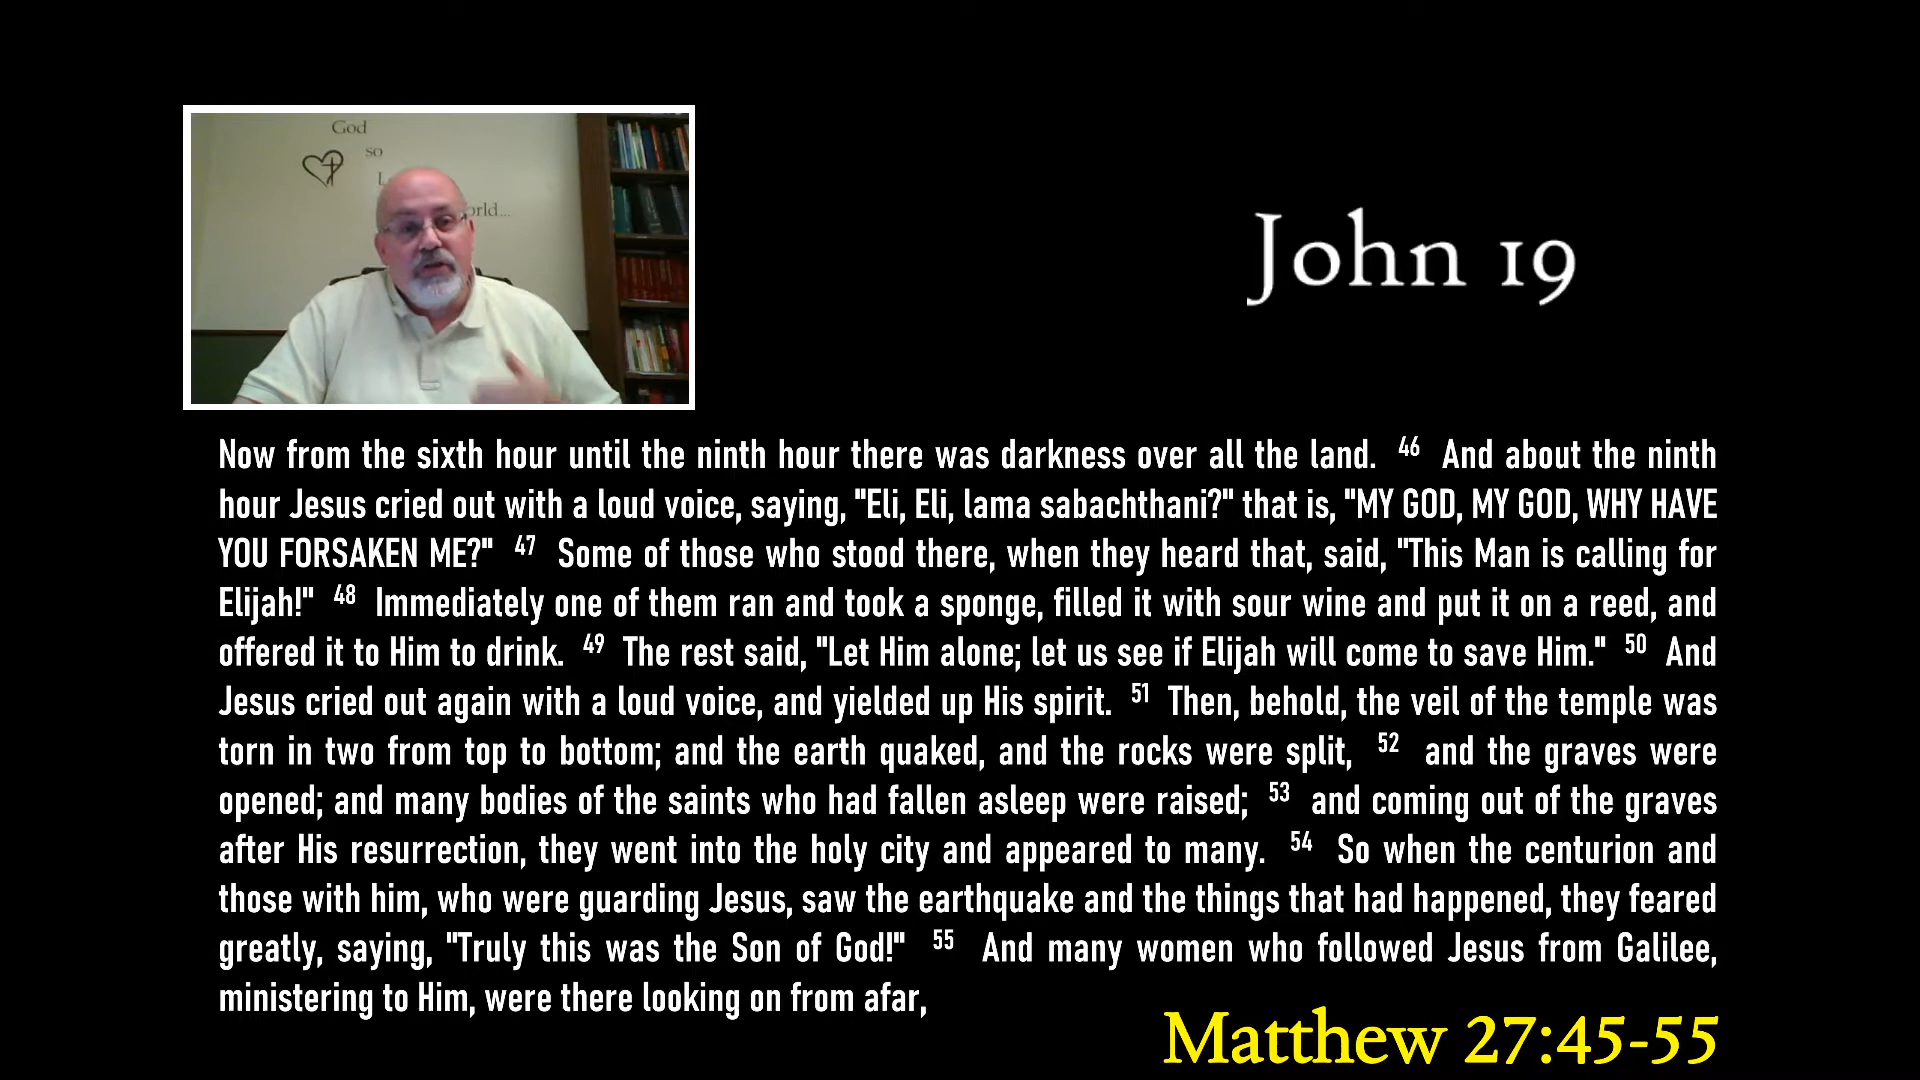 God
so
L
orld...
John 19
Now from the sixth hour until the ninth hour there was darkness over all the land. 46 And about the ninth
hour Jesus cried out with a loud voice, saying, "Eli, Eli, lama sabachthani?" that is, "MY GOD, MY GOD, WHY HAVE
YOU FORSAKEN ME?" 47 Some of those who stood there, when they heard that, said, "This Man is calling for
Elijah!" 48 Immediately one of them ran and took a sponge, filled it with sour wine and put it on a reed, and
offered it to Him to drink. 49 The rest said, "Let Him alone; let us see if Elijah will come to save Him." 50 And
Jesus cried out again with a loud voice, and yielded up His spirit. 51 Then, behold, the veil of the temple was
torn in two from top to bottom; and the earth quaked, and the rocks were split, 52 and the graves were
opened; and many bodies of the saints who had fallen asleep were raised; 53 and coming out of the graves
after His resurrection, they went into the holy city and appeared to many. 54 So when the centurion and
those with him, who were guarding Jesus, saw the earthquake and the things that had happened, they feared
greatly, saying, "Truly this was the Son of God!" 55 And many women who followed Jesus from Galilee,
ministering to Him, were there looking on from afar,
Matthew 27:45-55